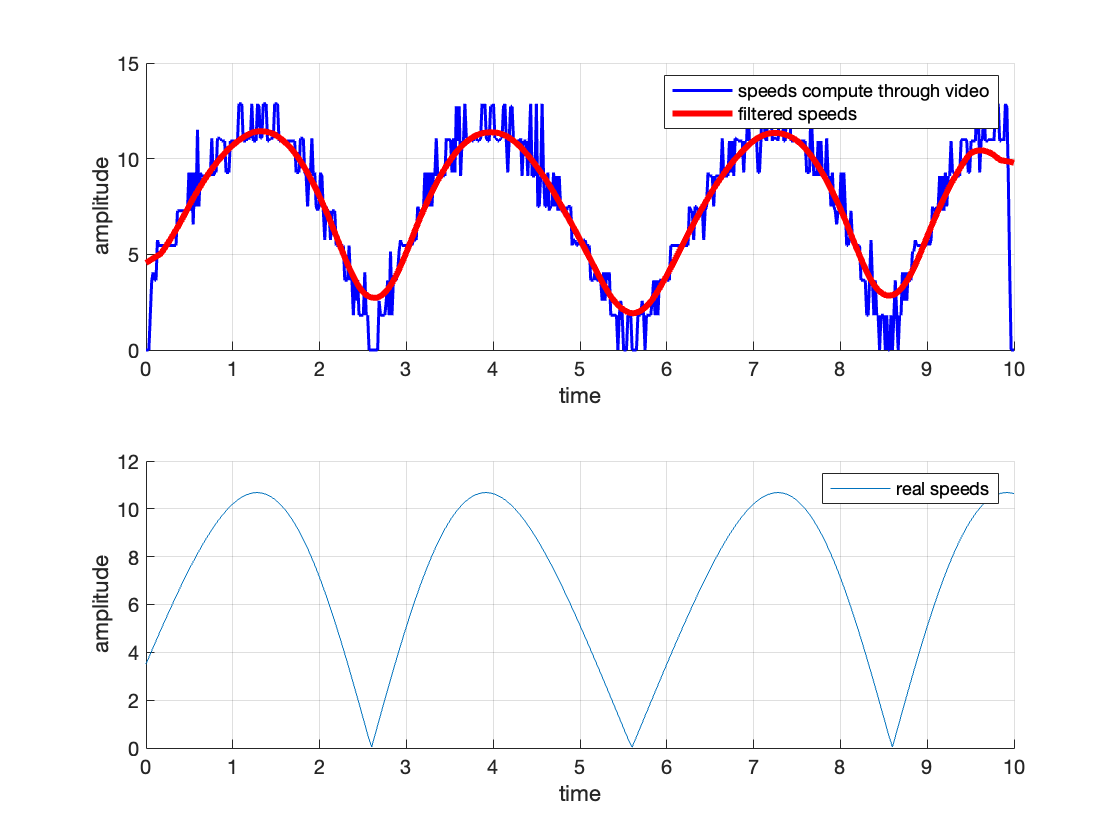 15
10
5
0
amplitude
speeds compute through video
filtered speeds
0 1 2 3 4 5 6 7 8 9 10
time
12
10
8
6
4
2
0
amplitude
real speeds
0 1 2 3 4 5 6 7 8 9 10
time